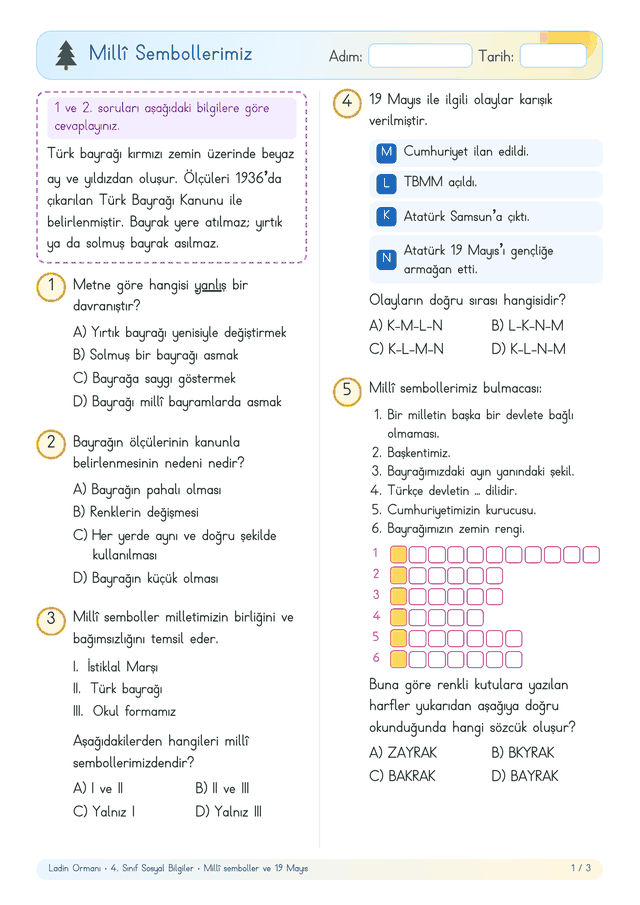 Millî Sembollerimiz
Adım:
Tarih:
1 ve 2. soruları aşağıdaki bilgilere göre
cevaplayınız.
Türk bayrağı kırmızı zemin üzerinde beyaz
ay ve yıldızdan oluşur. Ölçüleri 1936'da
çıkarılan Türk Bayrağı Kanunu ile
belirlenmiştir. Bayrak yere atılmaz; yırtık
ya da solmuş bayrak asılmaz.
1
Metne göre hangisi yanlış bir
davranıştır?
A) Yırtık bayrağı yenisiyle değiştirmek
B) Solmuş bir bayrağı asmak
C) Bayrağa saygı göstermek
D) Bayrağı millî bayramlarda asmak
2
Bayrağın ölçülerinin kanunla
belirlenmesinin nedeni nedir?
A) Bayrağın pahalı olması
B) Renklerin değişmesi
C) Her yerde aynı ve doğru şekilde
kullanılması
D) Bayrağın küçük olması
3
Millî semboller milletimizin birliğini ve
bağımsızlığını temsil eder.
I. İstiklal Marşı
II. Türk bayrağı
III. Okul formamız
Aşağıdakilerden hangileri millî
sembollerimizdendir?
A) I ve II
B) II ve III
C) Yalnız I
D) Yalnız III
4
19 Mayıs ile ilgili olaylar karışık
verilmiştir.
M Cumhuriyet ilan edildi.
L TBMM açıldı.
K Atatürk Samsun'a çıktı.
N Atatürk 19 Mayıs'ı gençliğe
armağan etti.
Olayların doğru sırası hangisidir?
A) K-M-L-N
B) L-K-N-M
C) K-L-M-N
D) K-L-N-M
5
Millî sembollerimiz bulmacası:
1. Bir milletin başka bir devlete bağlı
olmaması.
2. Başkentimiz.
3. Bayrağımızdaki ayın yanındaki şekil.
4. Türkçe devletin … dilidir.
5. Cumhuriyetimizin kurucusu.
6. Bayrağımızın zemin rengi.
1
2
3
4
5
6
Buna göre renkli kutulara yazılan
harfler yukarıdan aşağıya doğru
okunduğunda hangi sözcük oluşur?
A) ZAYRAK
B) BKYRAK
C) BAKRAK
D) BAYRAK
Ladin Ormanı • 4. Sınıf Sosyal Bilgiler • Millî semboller ve 19 Mayıs
1 / 3